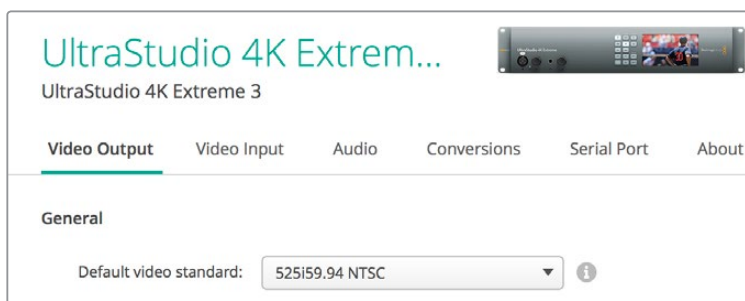 UltraStudio 4K Extrem...
UltraStudio 4K Extreme 3
Video Output Video Input Audio Conversions Serial Port About
General
Default video standard: 525i59.94 NTSC